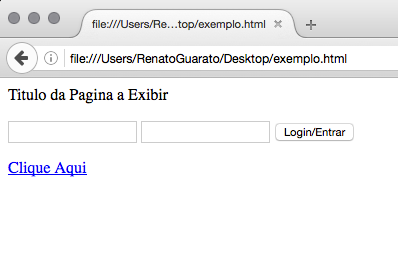 file:///Users/Re…top/exemplo.html
file:///Users/RenatoGuarato/Desktop/exemplo.html
Titulo da Pagina a Exibir
Login/Entrar
Clique Aqui